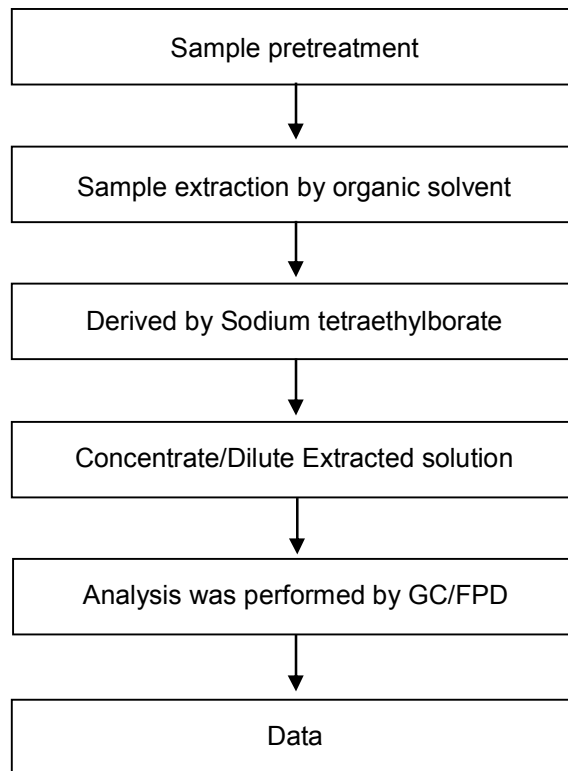 Sample pretreatment
Sample extraction by organic solvent
Derived by Sodium tetraethylborate
Concentrate/Dilute Extracted solution
Analysis was performed by GC/FPD
Data